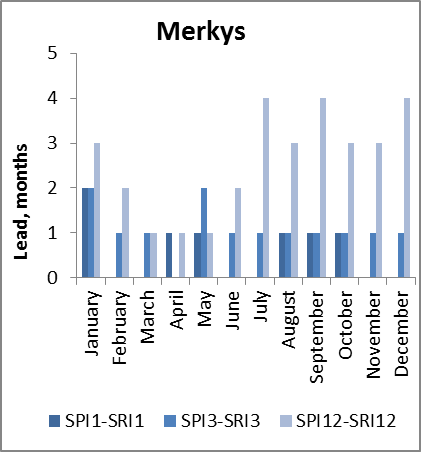 Merkys
5
4
3
2
1
0
Lead, months
January
February
March
April
May
June
July
August
September
October
November
December
SPI1-SRI1 SPI3-SRI3 SPI12-SRI12